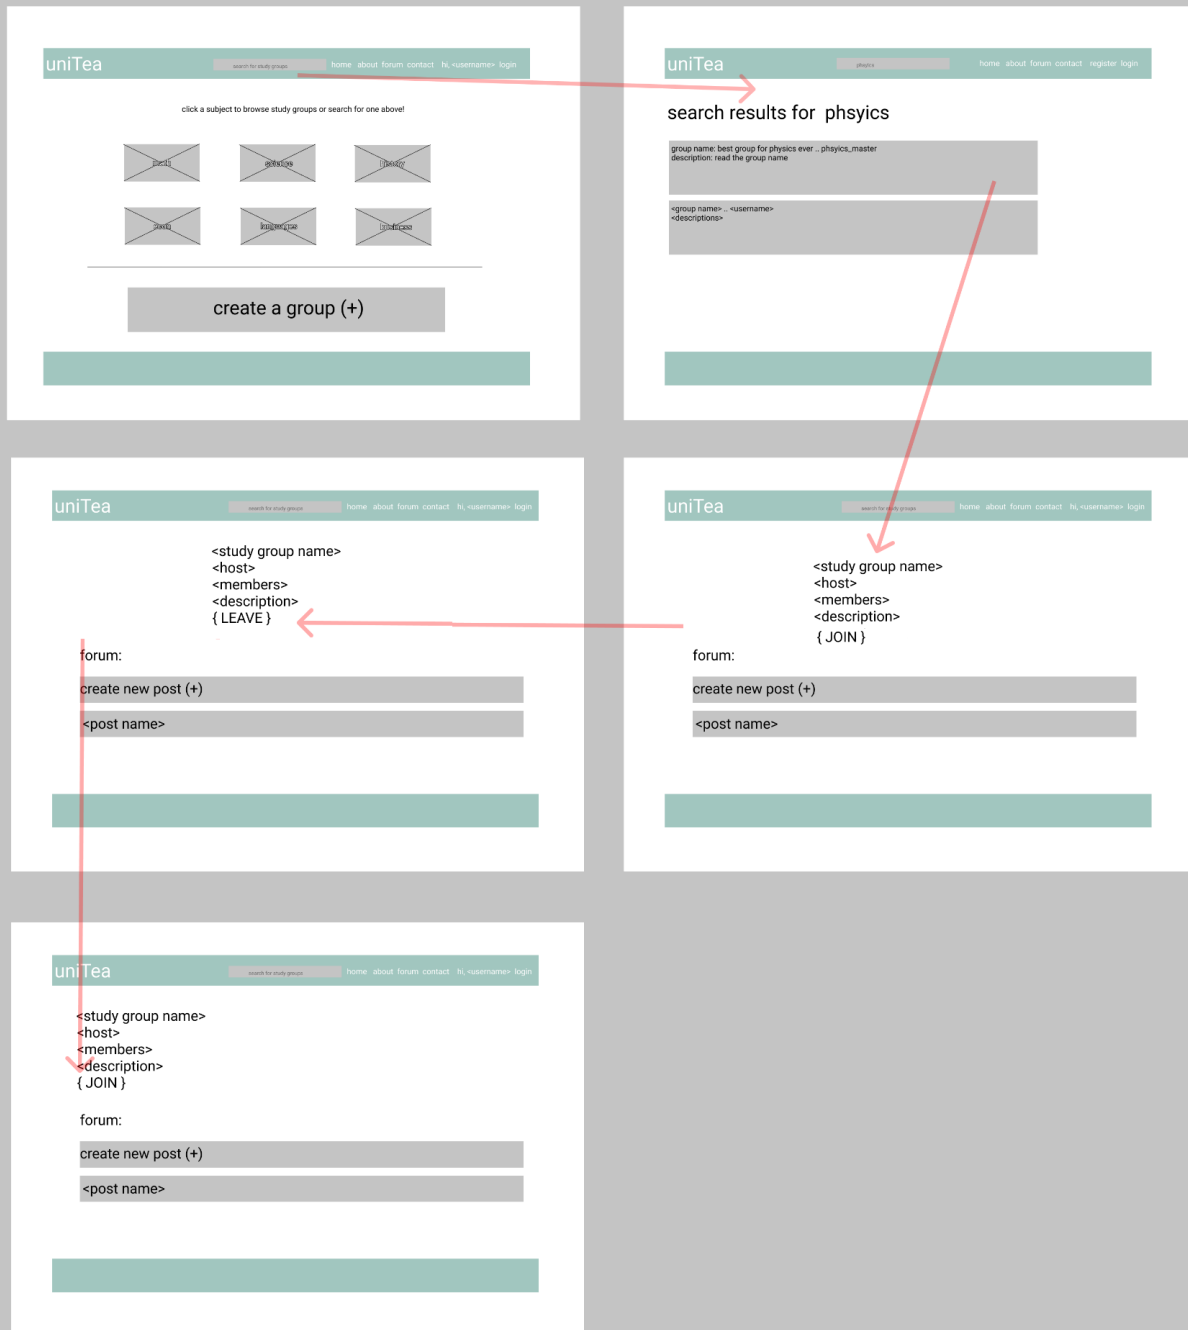 uniTea search for study groups home about forum contact hi, <username> login
click a subject to browse study groups or search for one above!
math science history
languages business
create a group (+)
uniTea phsyics home about forum contact register login
search results for phsyics
group name: best group for physics ever .. phsyics_master
description: read the group name
<group name> .. <username>
<descriptions>
uniTea search for study groups home about forum contact hi, <username> login
<study group name>
<host>
<members>
<description>
{ LEAVE }
forum:
create new post (+)
<post name>
uniTea search for study groups home about forum contact hi, <username> login
<study group name>
<host>
<members>
<description>
{ JOIN }
forum:
create new post (+)
<post name>
uniTea search for study groups home about forum contact hi, <username> login
<study group name>
<host>
<members>
<description>
{ JOIN }
forum:
create new post (+)
<post name>